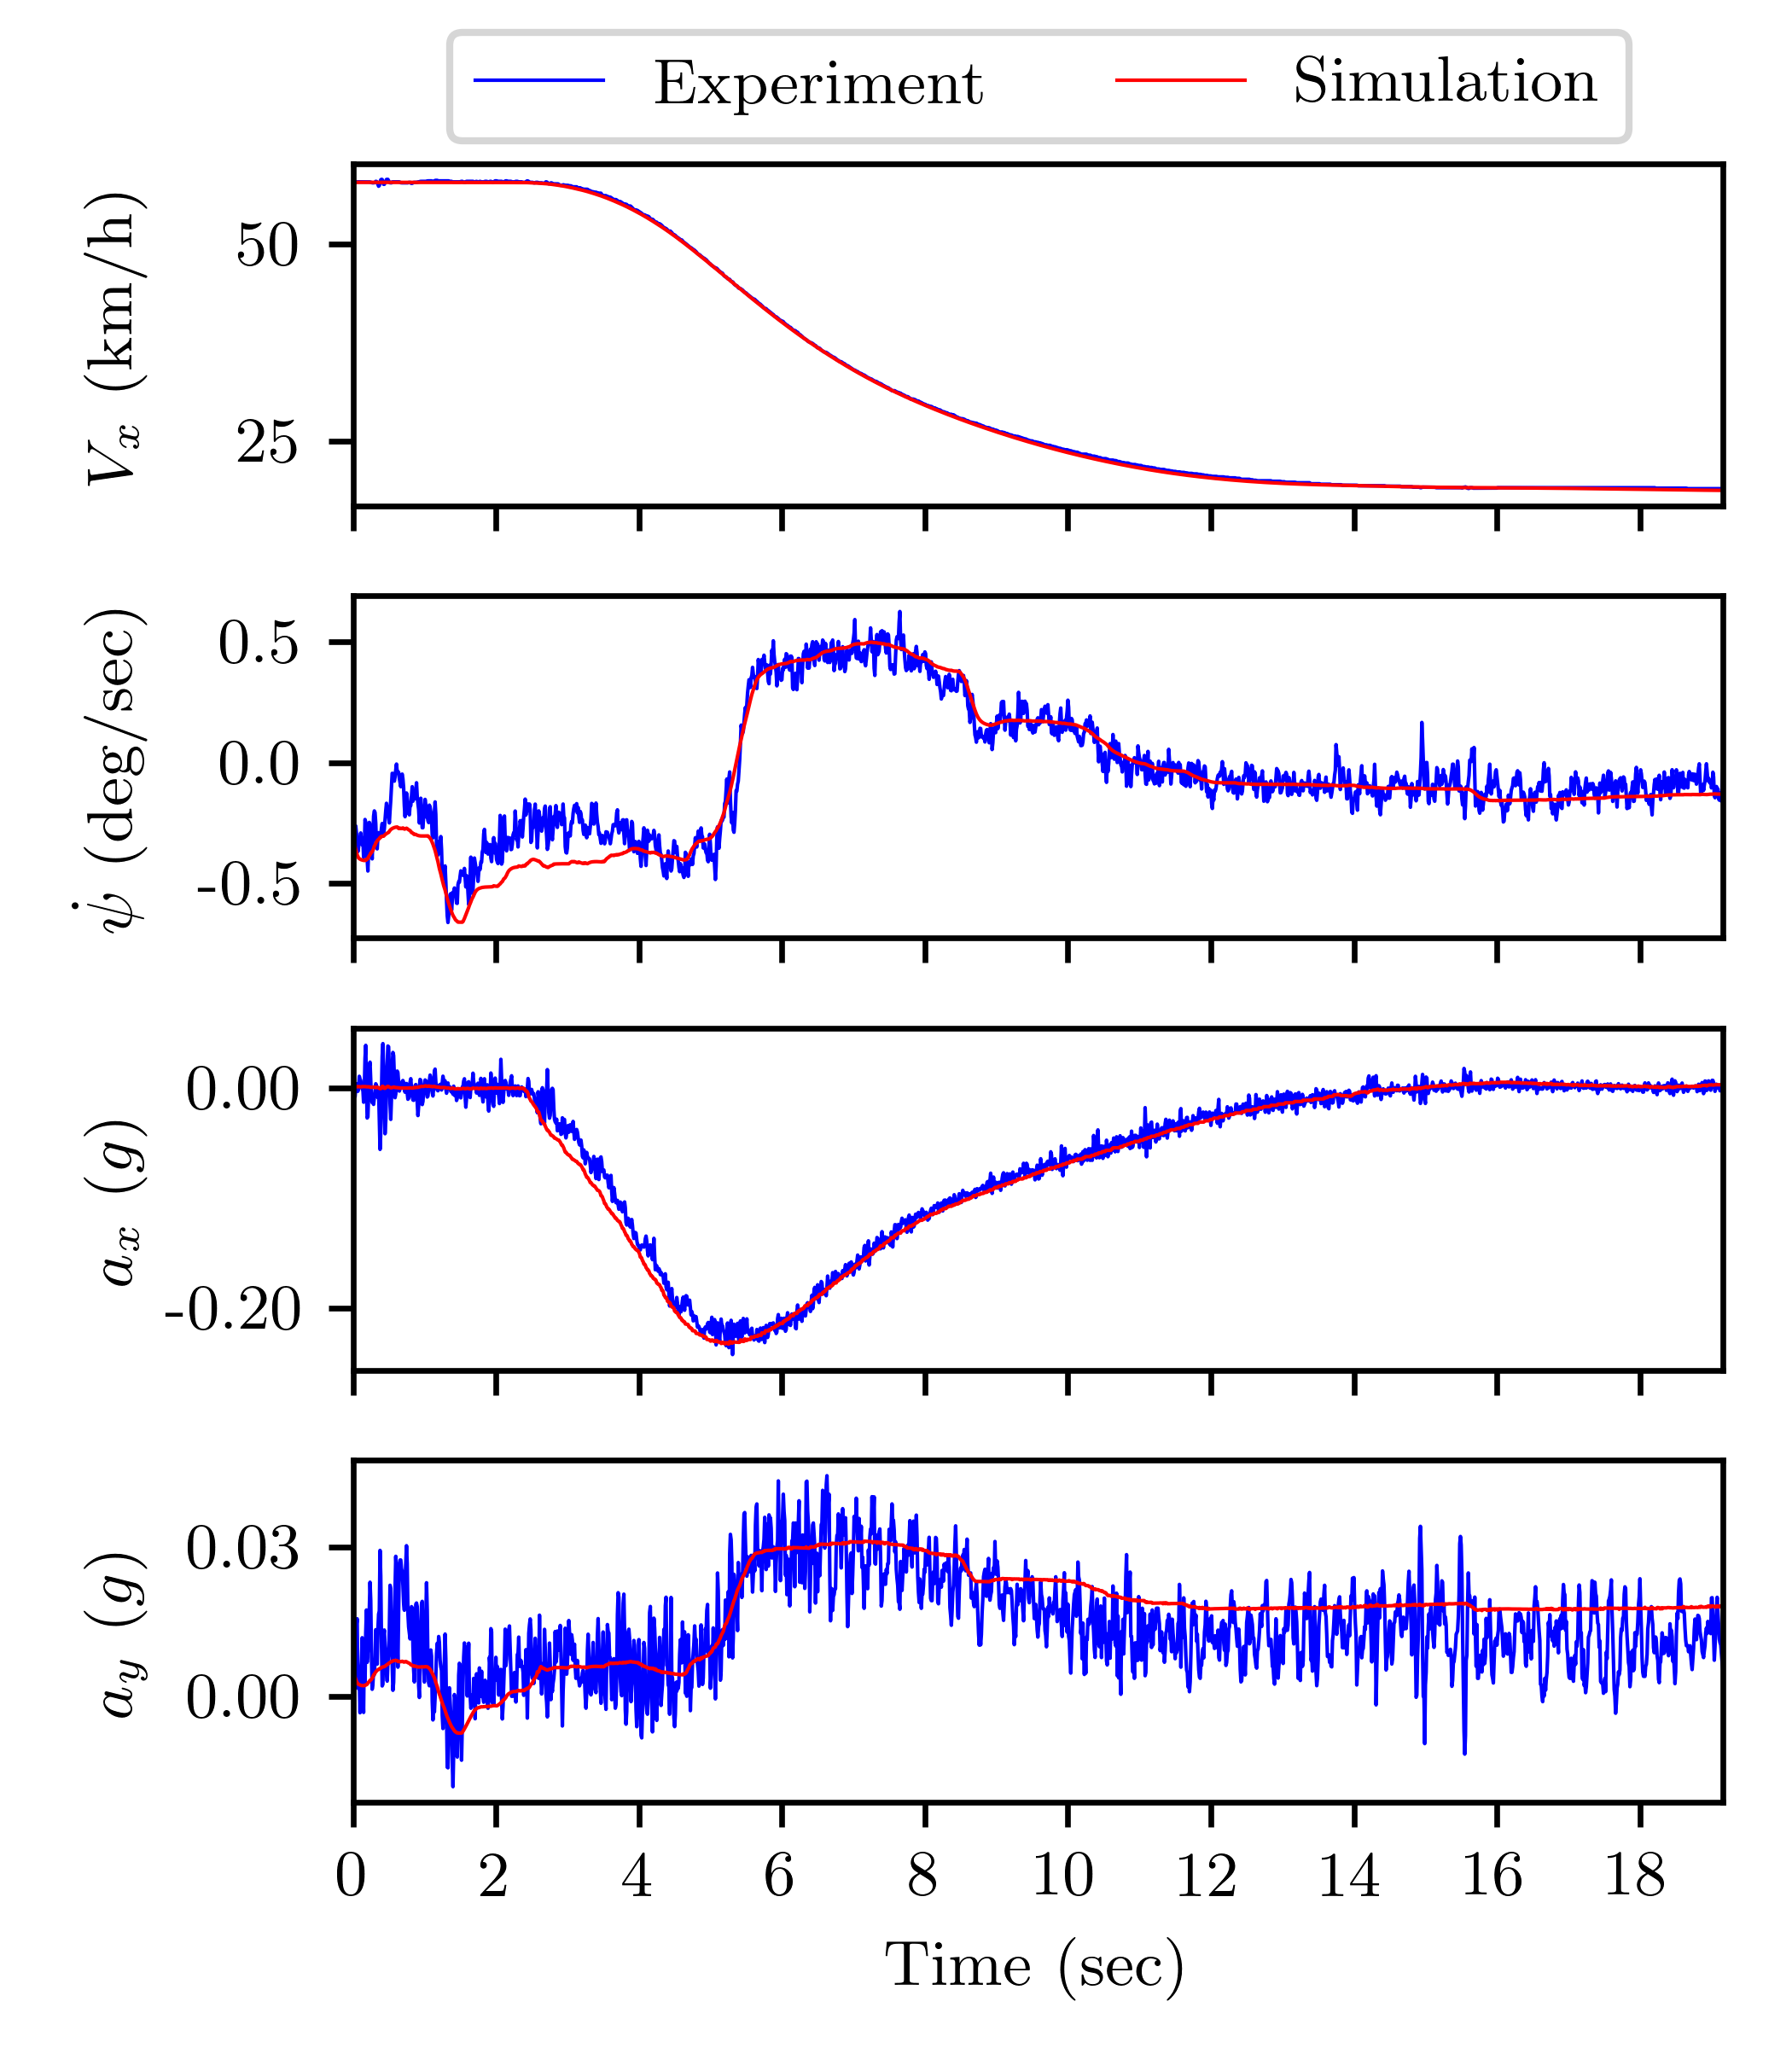 Experiment Simulation
V_x (km/h)
50
25
ψ̇ (deg/sec)
0.5
0.0
-0.5
a_x (g)
0.00
-0.20
a_y (g)
0.03
0.00
0 2 4 6 8 10 12 14 16 18
Time (sec)